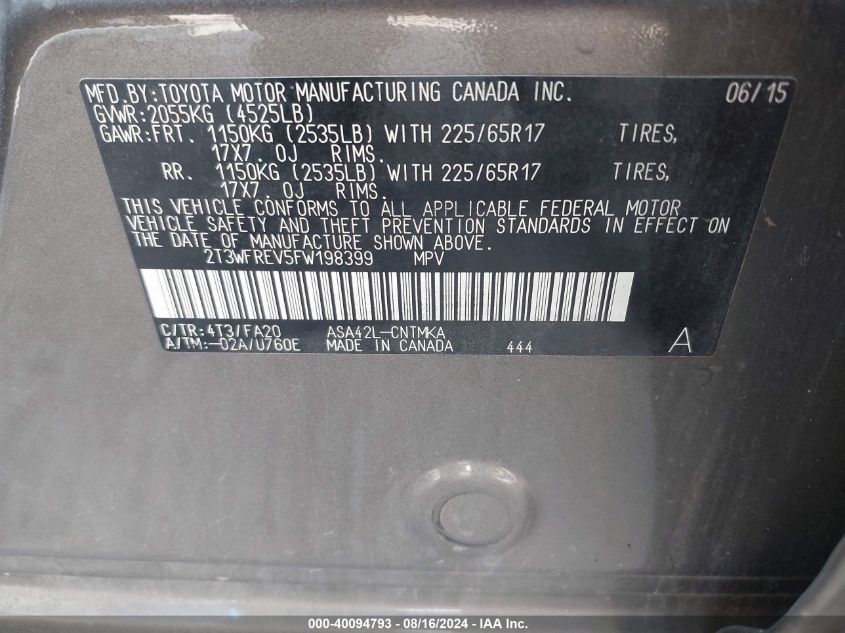 MFD.BY:TOYOTA MOTOR MANUFACTURING CANADA INC. 06/15
GVWR:2055KG (4525LB)
GAWR:FRT. 1150KG (2535LB) WITH 225/65R17 TIRES,
17X7.0J RIMS.
RR. 1150KG (2535LB) WITH 225/65R17 TIRES,
17X7.0J RIMS.
THIS VEHICLE CONFORMS TO ALL APPLICABLE FEDERAL MOTOR
VEHICLE SAFETY AND THEFT PREVENTION STANDARDS IN EFFECT ON
THE DATE OF MANUFACTURE SHOWN ABOVE.
2T3WFREV5FW198399 MPV
C/TR:4T3/FA20 ASA42L-CNTMKA
A/TM:-02A/U760E MADE IN CANADA 444 A
000-40094793 - 08/16/2024 - IAA Inc.